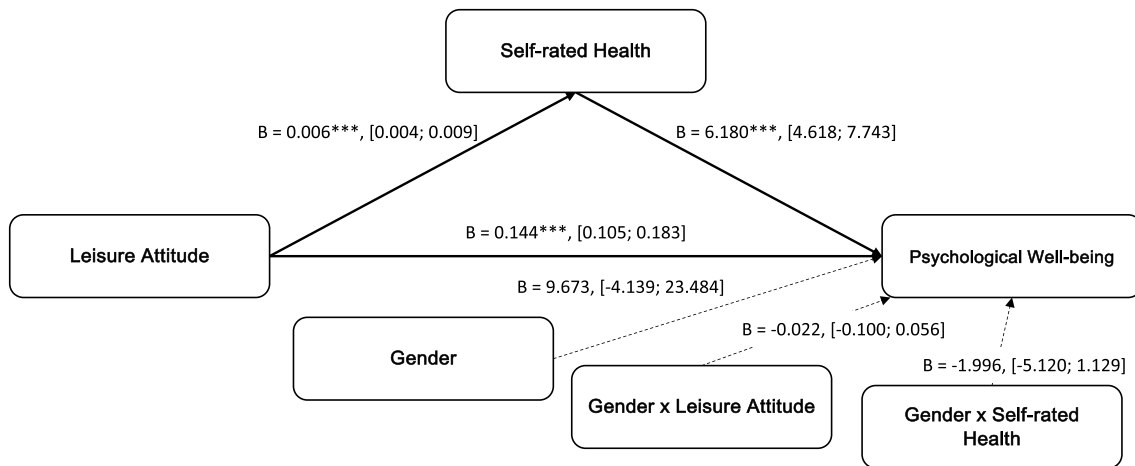 Self-rated Health
B = 0.006***, [0.004; 0.009]
B = 6.180***, [4.618; 7.743]
B = 0.144***, [0.105; 0.183]
Leisure Attitude
Psychological Well-being
B = 9.673, [-4.139; 23.484]
B = -0.022, [-0.100; 0.056]
Gender
B = -1.996, [-5.120; 1.129]
Gender x Leisure Attitude
Gender x Self-rated
Health